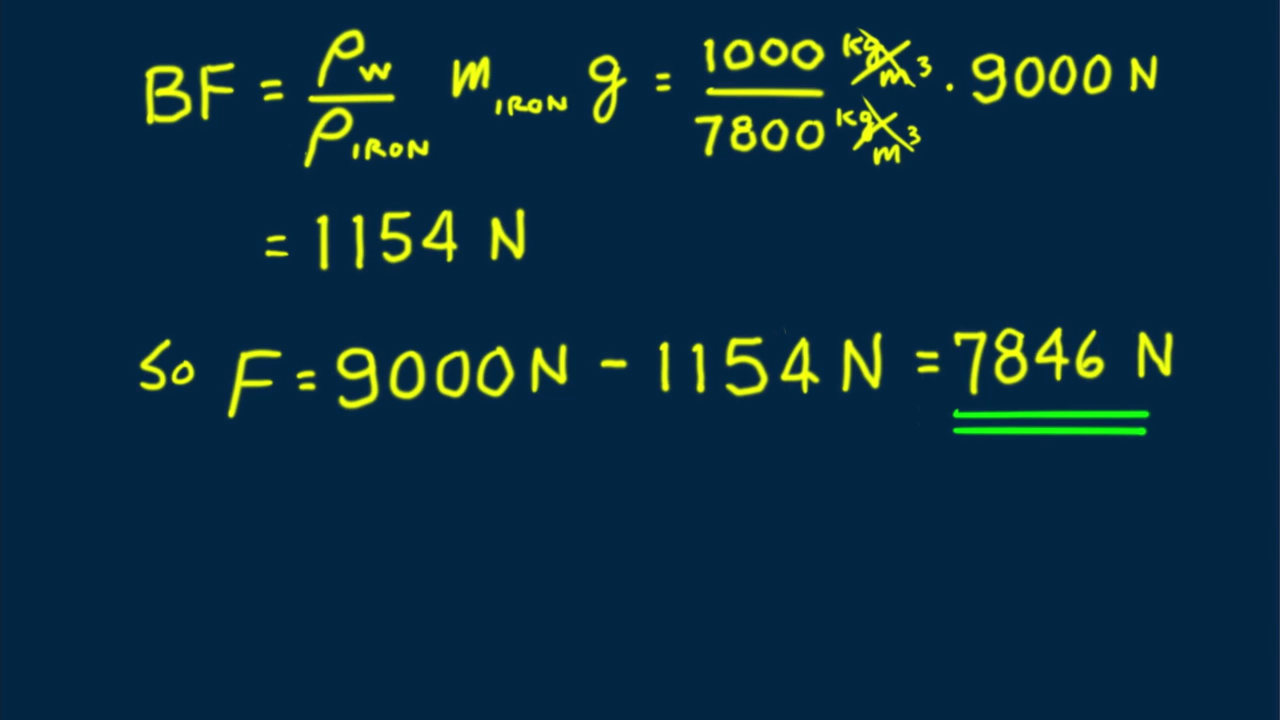 BF = ρw/ρIRON mIRON g = 1000 kg/m³ / 7800 kg/m³ . 9000 N
= 1154 N
So F = 9000 N - 1154 N = 7846 N